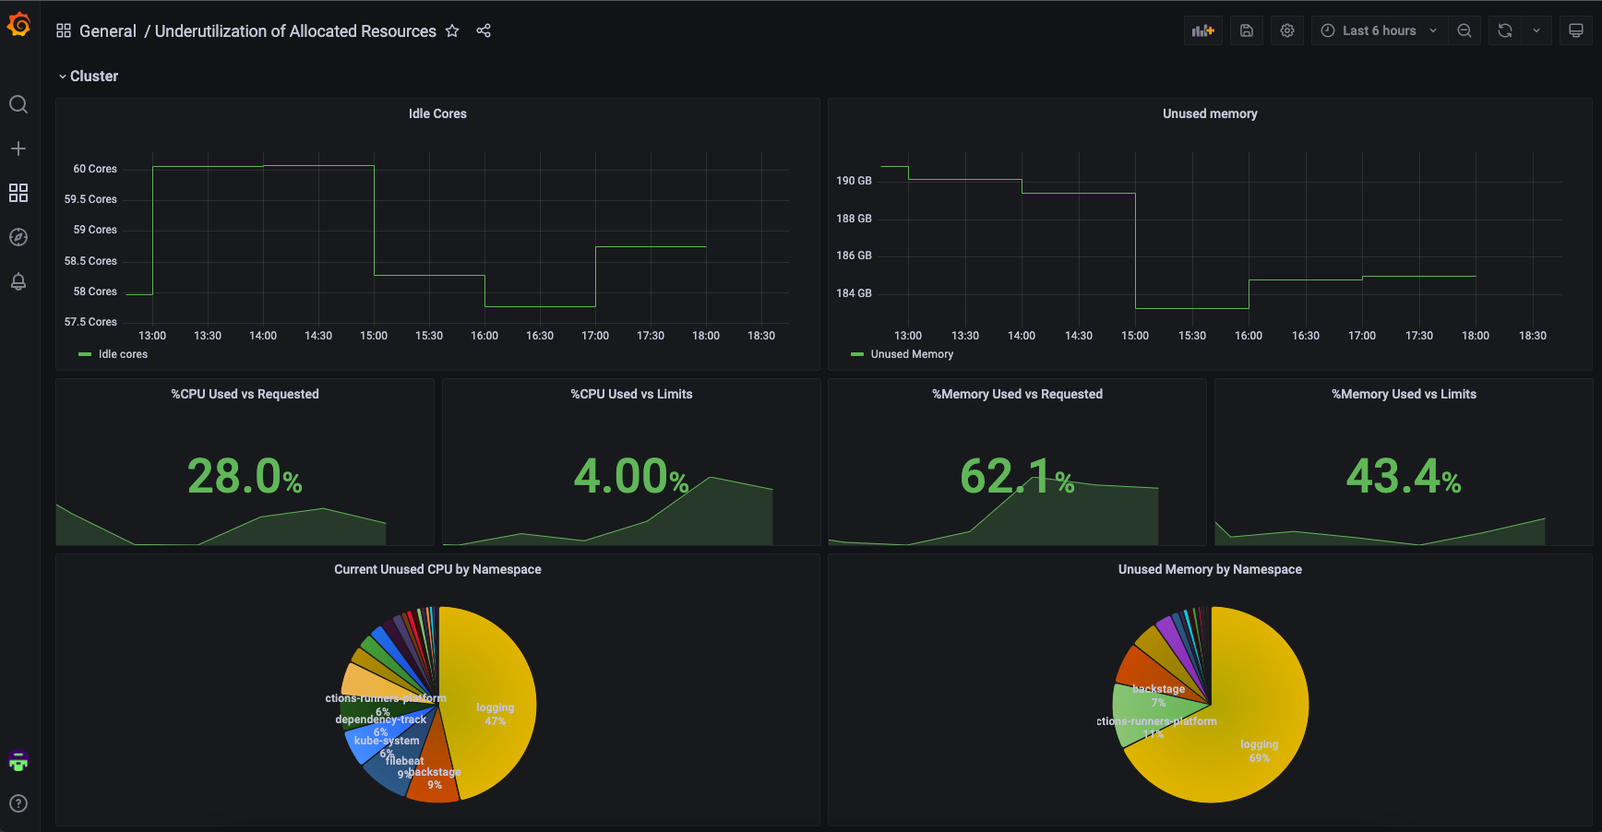 General / Underutilization of Allocated Resources
Last 6 hours
Cluster
Idle Cores
60 Cores
59.5 Cores
59 Cores
58.5 Cores
58 Cores
57.5 Cores
13:00 13:30 14:00 14:30 15:00 15:30 16:00 16:30 17:00 17:30 18:00 18:30
Idle cores
Unused memory
190 GB
188 GB
186 GB
184 GB
13:00 13:30 14:00 14:30 15:00 15:30 16:00 16:30 17:00 17:30 18:00 18:30
Unused Memory
%CPU Used vs Requested
28.0%
%CPU Used vs Limits
4.00%
%Memory Used vs Requested
62.1%
%Memory Used vs Limits
43.4%
Current Unused CPU by Namespace
ctions-runners-platform
6%
dependency-track
6%
kube-system
6%
filebeat
9%
backstage
9%
logging
47%
Unused Memory by Namespace
backstage
7%
ctions-runners-platform
11%
logging
69%